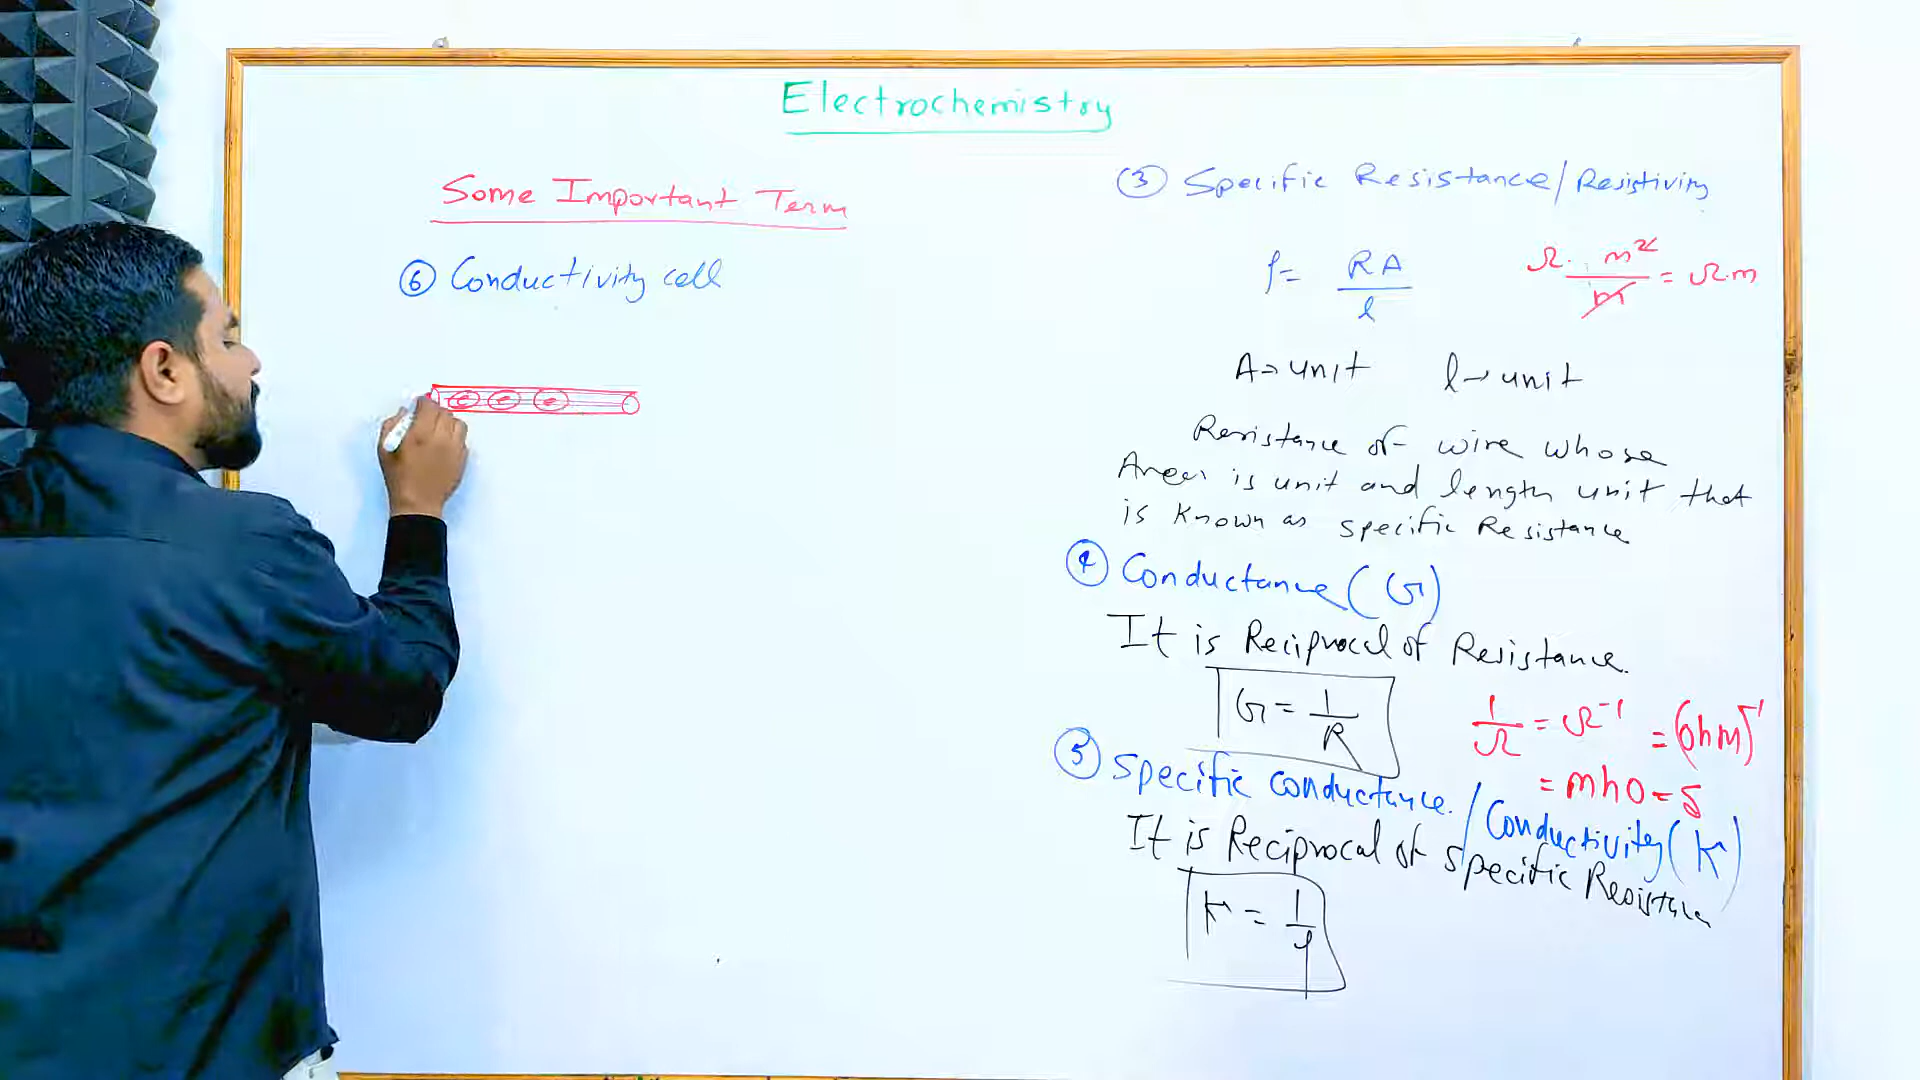 Electrochemistry
Some Important Term
⑥ Conductivity cell
e e e
③ Specific Resistance/Resistivity
ρ = RA/l
Ω · m²/m = Ω.m
A→unit l→unit
Resistance of wire whose
Area is unit and length unit that
is known as specific Resistance
④ Conductance (G)
It is Reciprocal of Resistance.
G = 1/R
1/Ω = Ω⁻¹ = (ohm)⁻¹
= mho = S
⑤ Specific conductance./Conductivity (K)
It is Reciprocal of Specific Resistance
K = 1/ρ